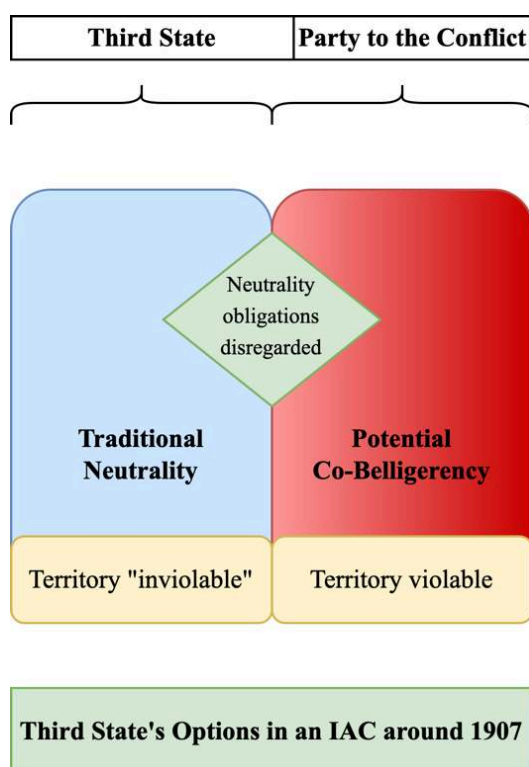 Third State
Party to the Conflict
Neutrality
obligations
disregarded
Traditional
Neutrality
Potential
Co-Belligerency
Territory "inviolable"
Territory violable
Third State's Options in an IAC around 1907